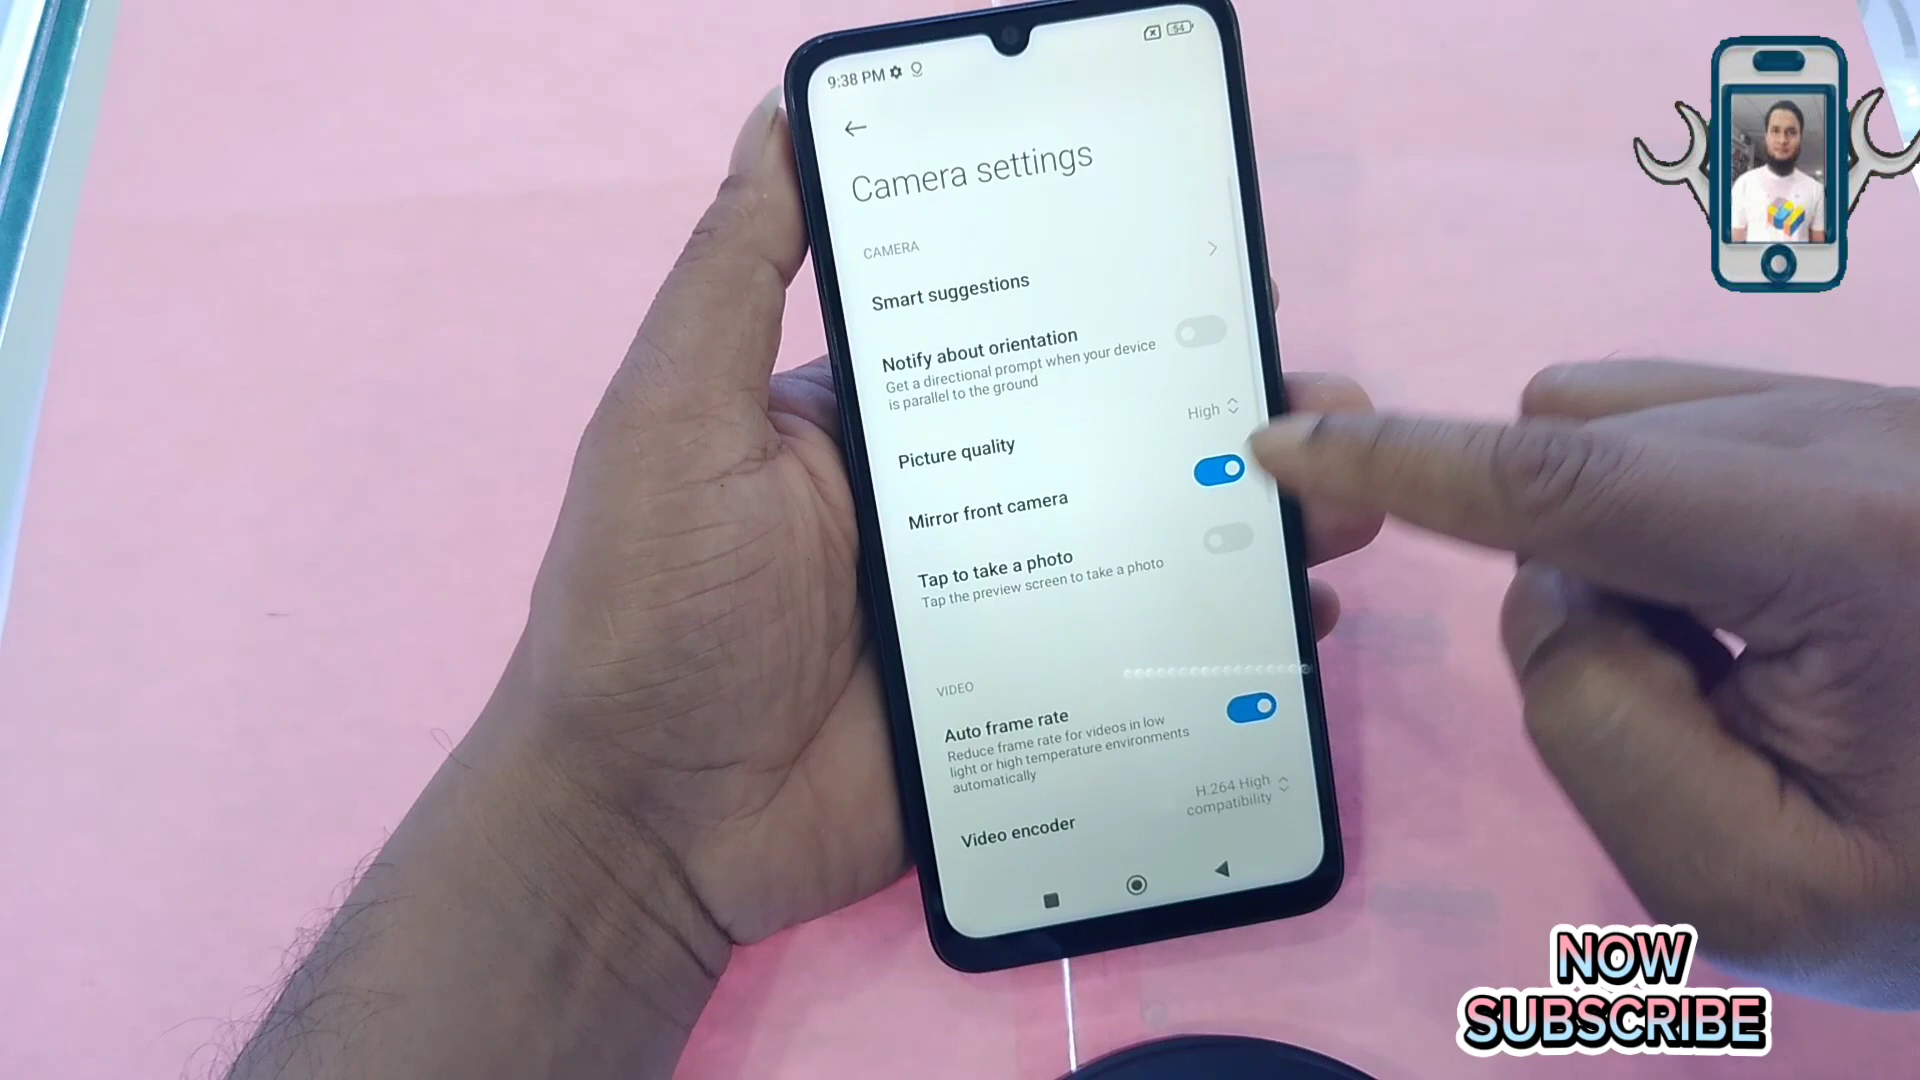 9:38 PM
54
Camera settings
CAMERA
Smart suggestions
Notify about orientation
Get a directional prompt when your device
is parallel to the ground
High
Picture quality
Mirror front camera
Tap to take a photo
Tap the preview screen to take a photo
VIDEO
Auto frame rate
Reduce frame rate for videos in low
light or high temperature environments
automatically
H.264 High
compatibility
Video encoder
NOW
SUBSCRIBE